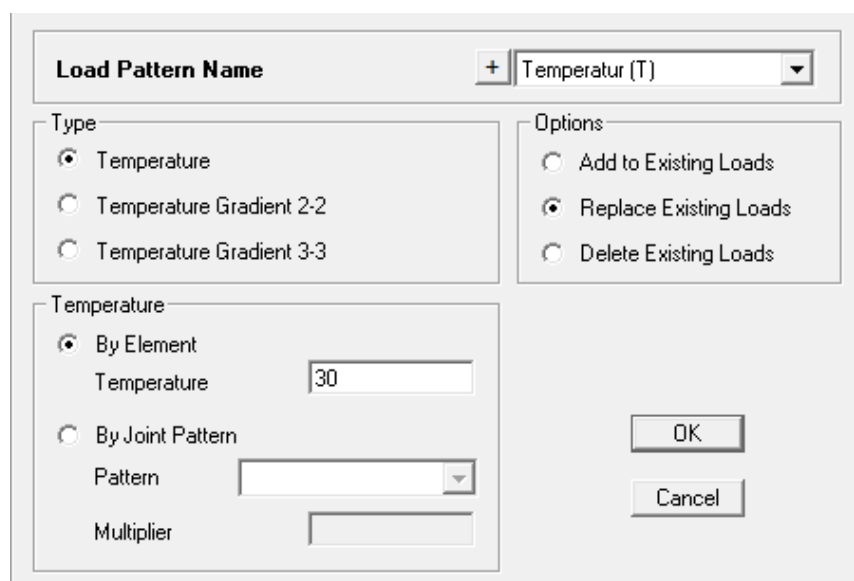 Load Pattern Name + Temperatur (T)
Type
Temperature
Temperature Gradient 2-2
Temperature Gradient 3-3
Options
Add to Existing Loads
Replace Existing Loads
Delete Existing Loads
Temperature
By Element
Temperature 30
By Joint Pattern
Pattern
Multiplier
OK
Cancel